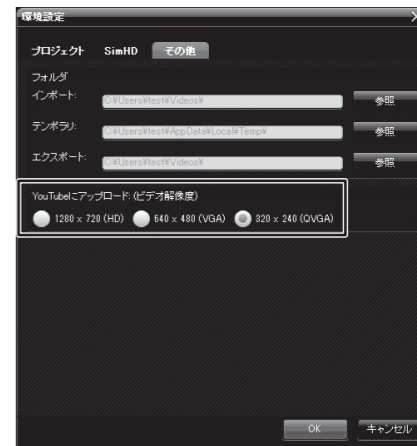 環境設定
プロジェクト SimHD その他
フォルダ
インポート: C:¥Users¥test¥Videos¥ 参照
テンポラリ: C:¥Users¥test¥AppData¥Local¥Temp¥ 参照
エクスポート: C:¥Users¥test¥Videos¥ 参照
YouTubeにアップロード: (ビデオ解像度)
1280 x 720 (HD) 640 x 480 (VGA) 320 x 240 (QVGA)
OK キャンセル